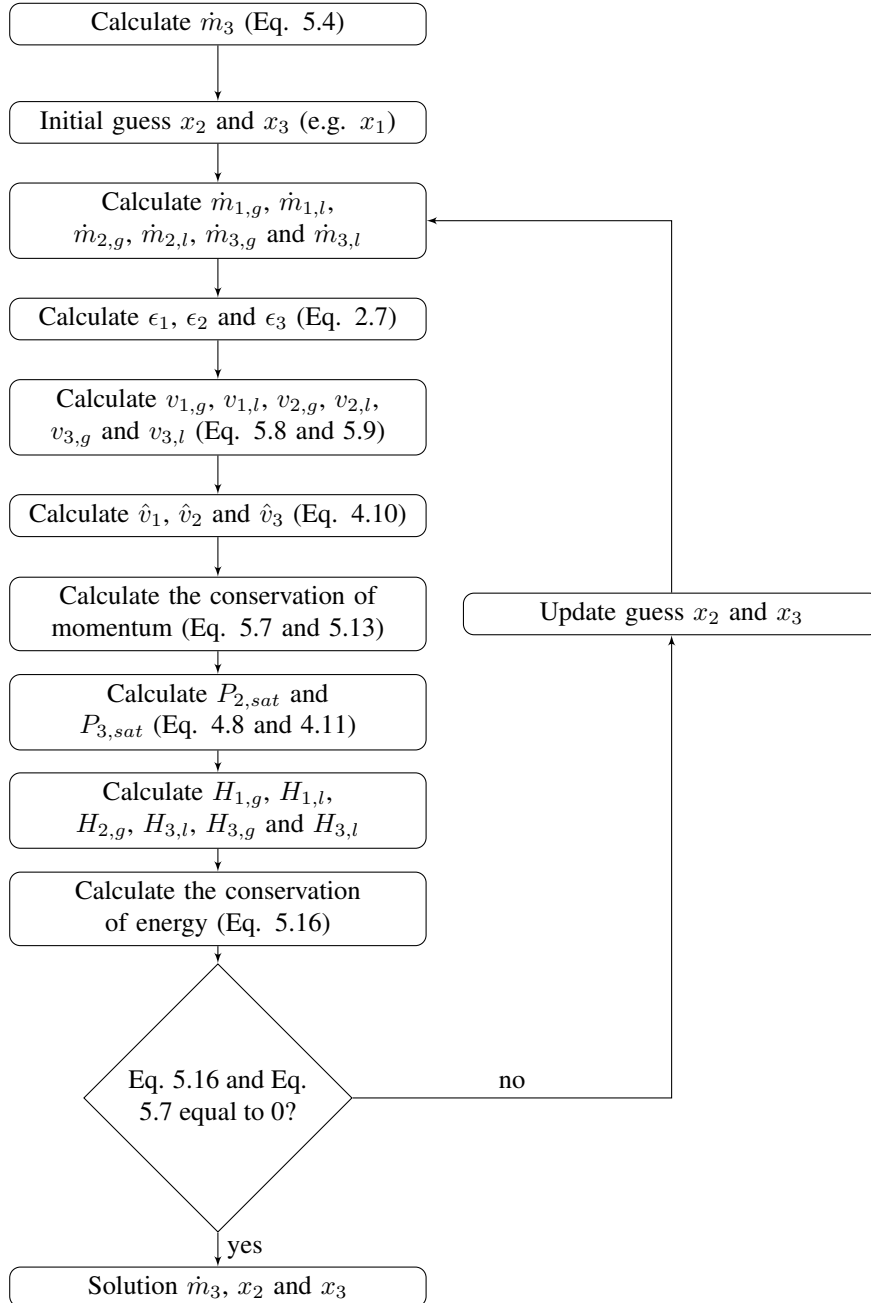 Calculate ṁ₃ (Eq. 5.4)
Initial guess x₂ and x₃ (e.g. x₁)
Calculate ṁ₁,g, ṁ₁,l,
ṁ₂,g, ṁ₂,l, ṁ₃,g and ṁ₃,l
Calculate ϵ₁, ϵ₂ and ϵ₃ (Eq. 2.7)
Calculate v₁,g, v₁,l, v₂,g, v₂,l,
v₃,g and v₃,l (Eq. 5.8 and 5.9)
Calculate v̂₁, v̂₂ and v̂₃ (Eq. 4.10)
Calculate the conservation of
momentum (Eq. 5.7 and 5.13)
Update guess x₂ and x₃
Calculate P₂,sat and
P₃,sat (Eq. 4.8 and 4.11)
Calculate H₁,g, H₁,l,
H₂,g, H₃,l, H₃,g and H₃,l
Calculate the conservation
of energy (Eq. 5.16)
Eq. 5.16 and Eq.
5.7 equal to 0?
no
yes
Solution ṁ₃, x₂ and x₃